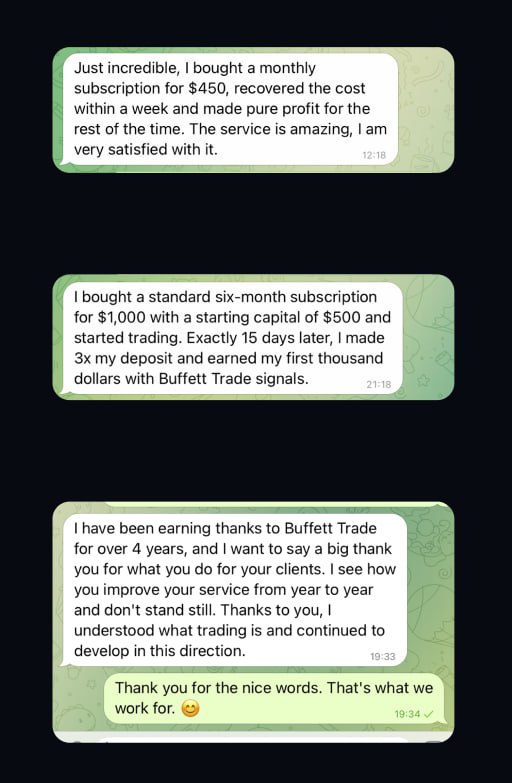 Just incredible, I bought a monthly
subscription for $450, recovered the cost
within a week and made pure profit for the
rest of the time. The service is amazing, I am
very satisfied with it.
12:18
I bought a standard six-month subscription
for $1,000 with a starting capital of $500 and
started trading. Exactly 15 days later, I made
3x my deposit and earned my first thousand
dollars with Buffett Trade signals.
21:18
I have been earning thanks to Buffett Trade
for over 4 years, and I want to say a big thank
you for what you do for your clients. I see how
you improve your service from year to year
and don't stand still. Thanks to you, I
understood what trading is and continued to
develop in this direction.
19:33
Thank you for the nice words. That's what we
work for. 😊
19:34